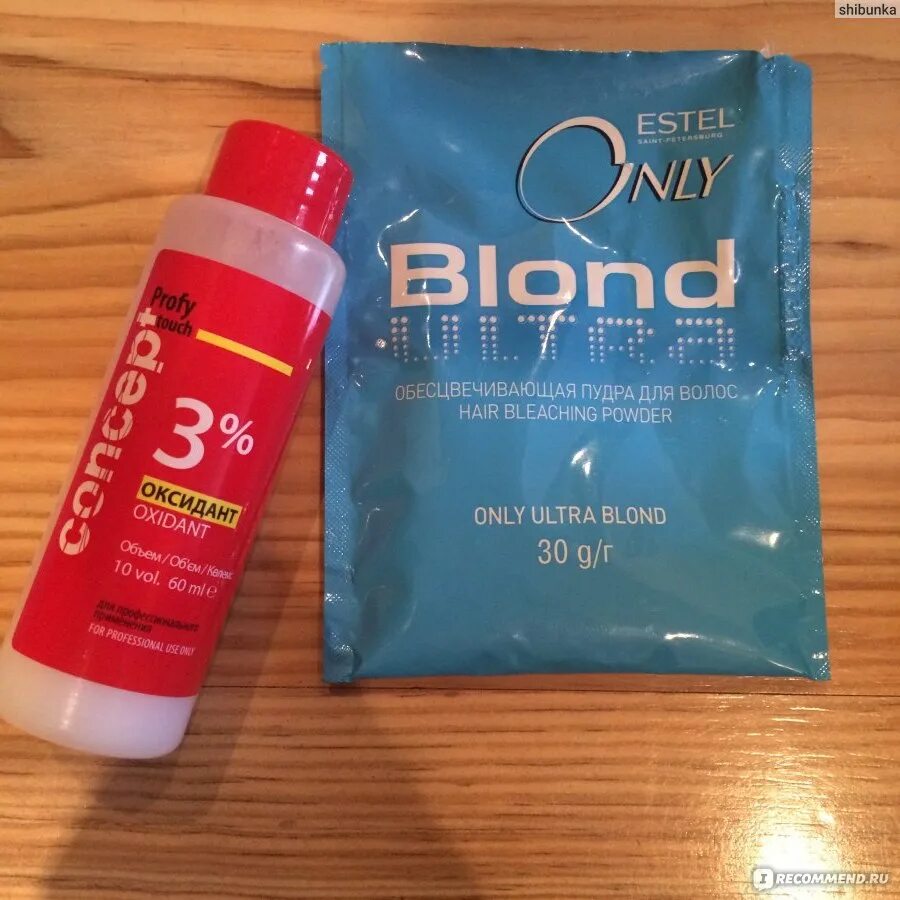 shibunka
Profy
touch
concept
3%
ОКСИДАНТ
OXIDANT
Объем/Об'єм/Көлемі
10 vol. 60 ml e
для профессионального
применения
FOR PROFESSIONAL USE ONLY
ESTEL
SAINT-PETERSBURG
ONLY
Blond
ULTRA
ОБЕСЦВЕЧИВАЮЩАЯ ПУДРА ДЛЯ ВОЛОС
HAIR BLEACHING POWDER
ONLY ULTRA BLOND
30 g/г
IRECOMMEND.RU